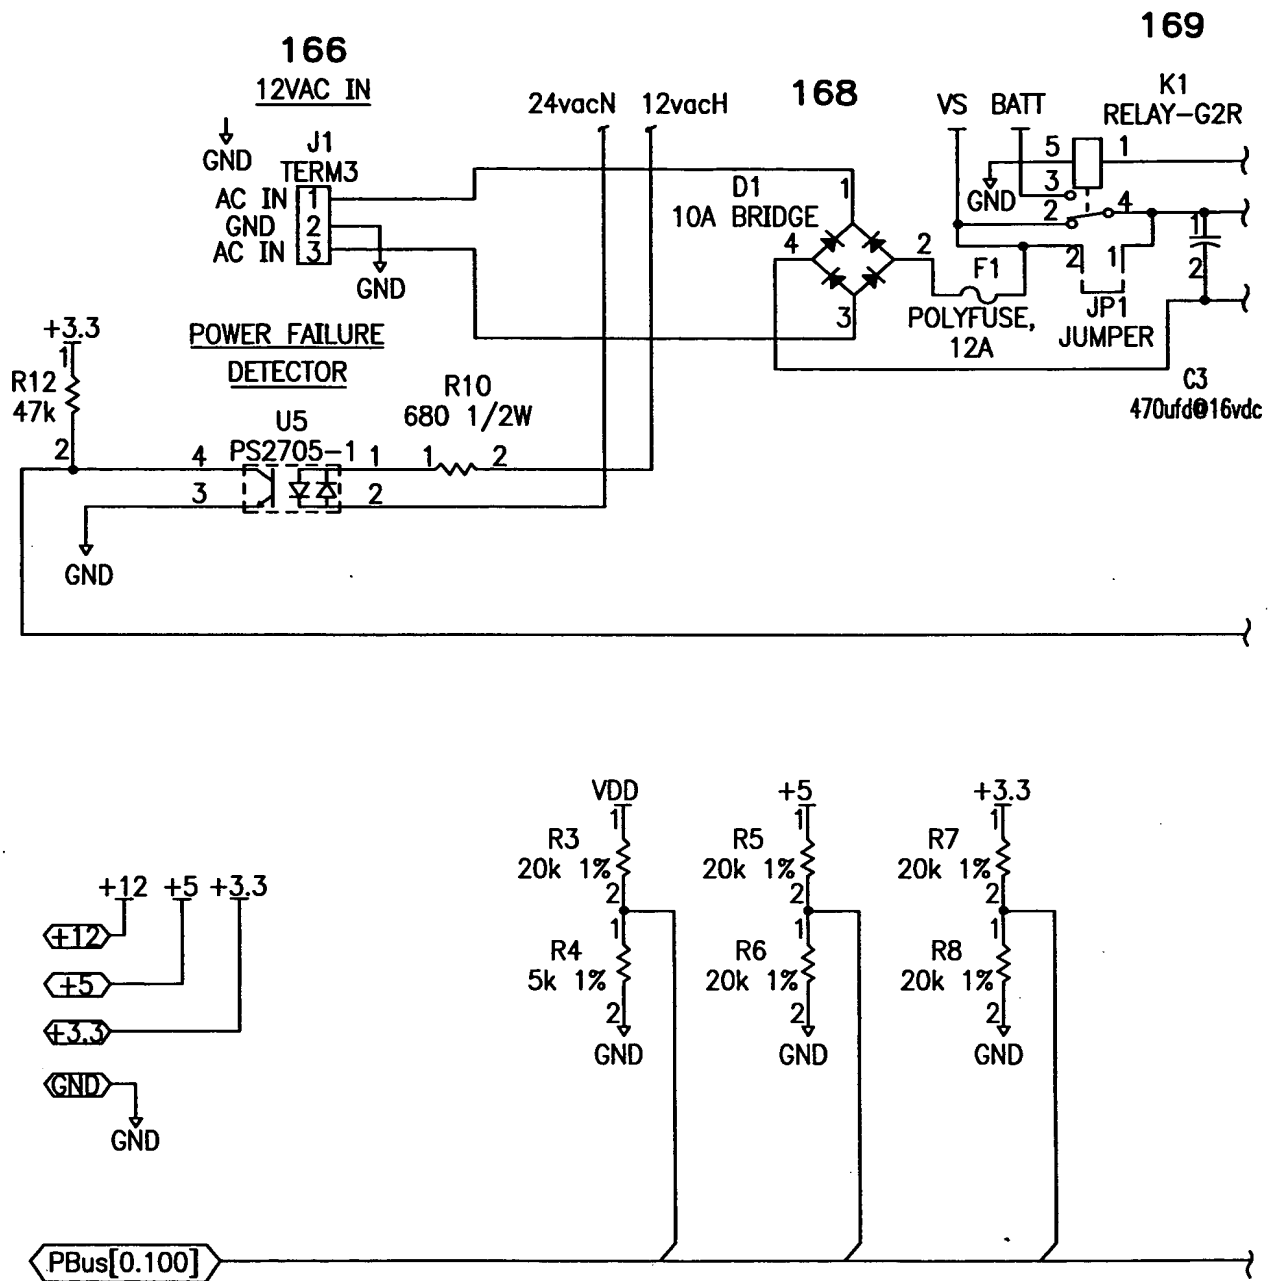 169
166
12VAC IN
168
K1
RELAY-G2R
24vacN 12vacH
VS BATT
GND
J1
TERM3
AC IN 1
GND 2
AC IN 3
GND
D1
10A BRIDGE
1
4
2
3
5
1
3
GND
2
4
1
2
F1
POLYFUSE,
12A
2
1
JP1
JUMPER
C3
470ufd@16vdc
+3.3
1
R12
47k
2
POWER FAILURE
DETECTOR
U5
PS2705-1
R10
680 1/2W
4
3
1
2
1
2
GND
VDD
1
R3
20k 1%
2
1
R4
5k 1%
2
GND
+5
1
R5
20k 1%
2
1
R6
20k 1%
2
GND
+3.3
1
R7
20k 1%
2
1
R8
20k 1%
2
GND
+12 +5 +3.3
+12
+5
+3.3
GND
GND
PBus[0.100]